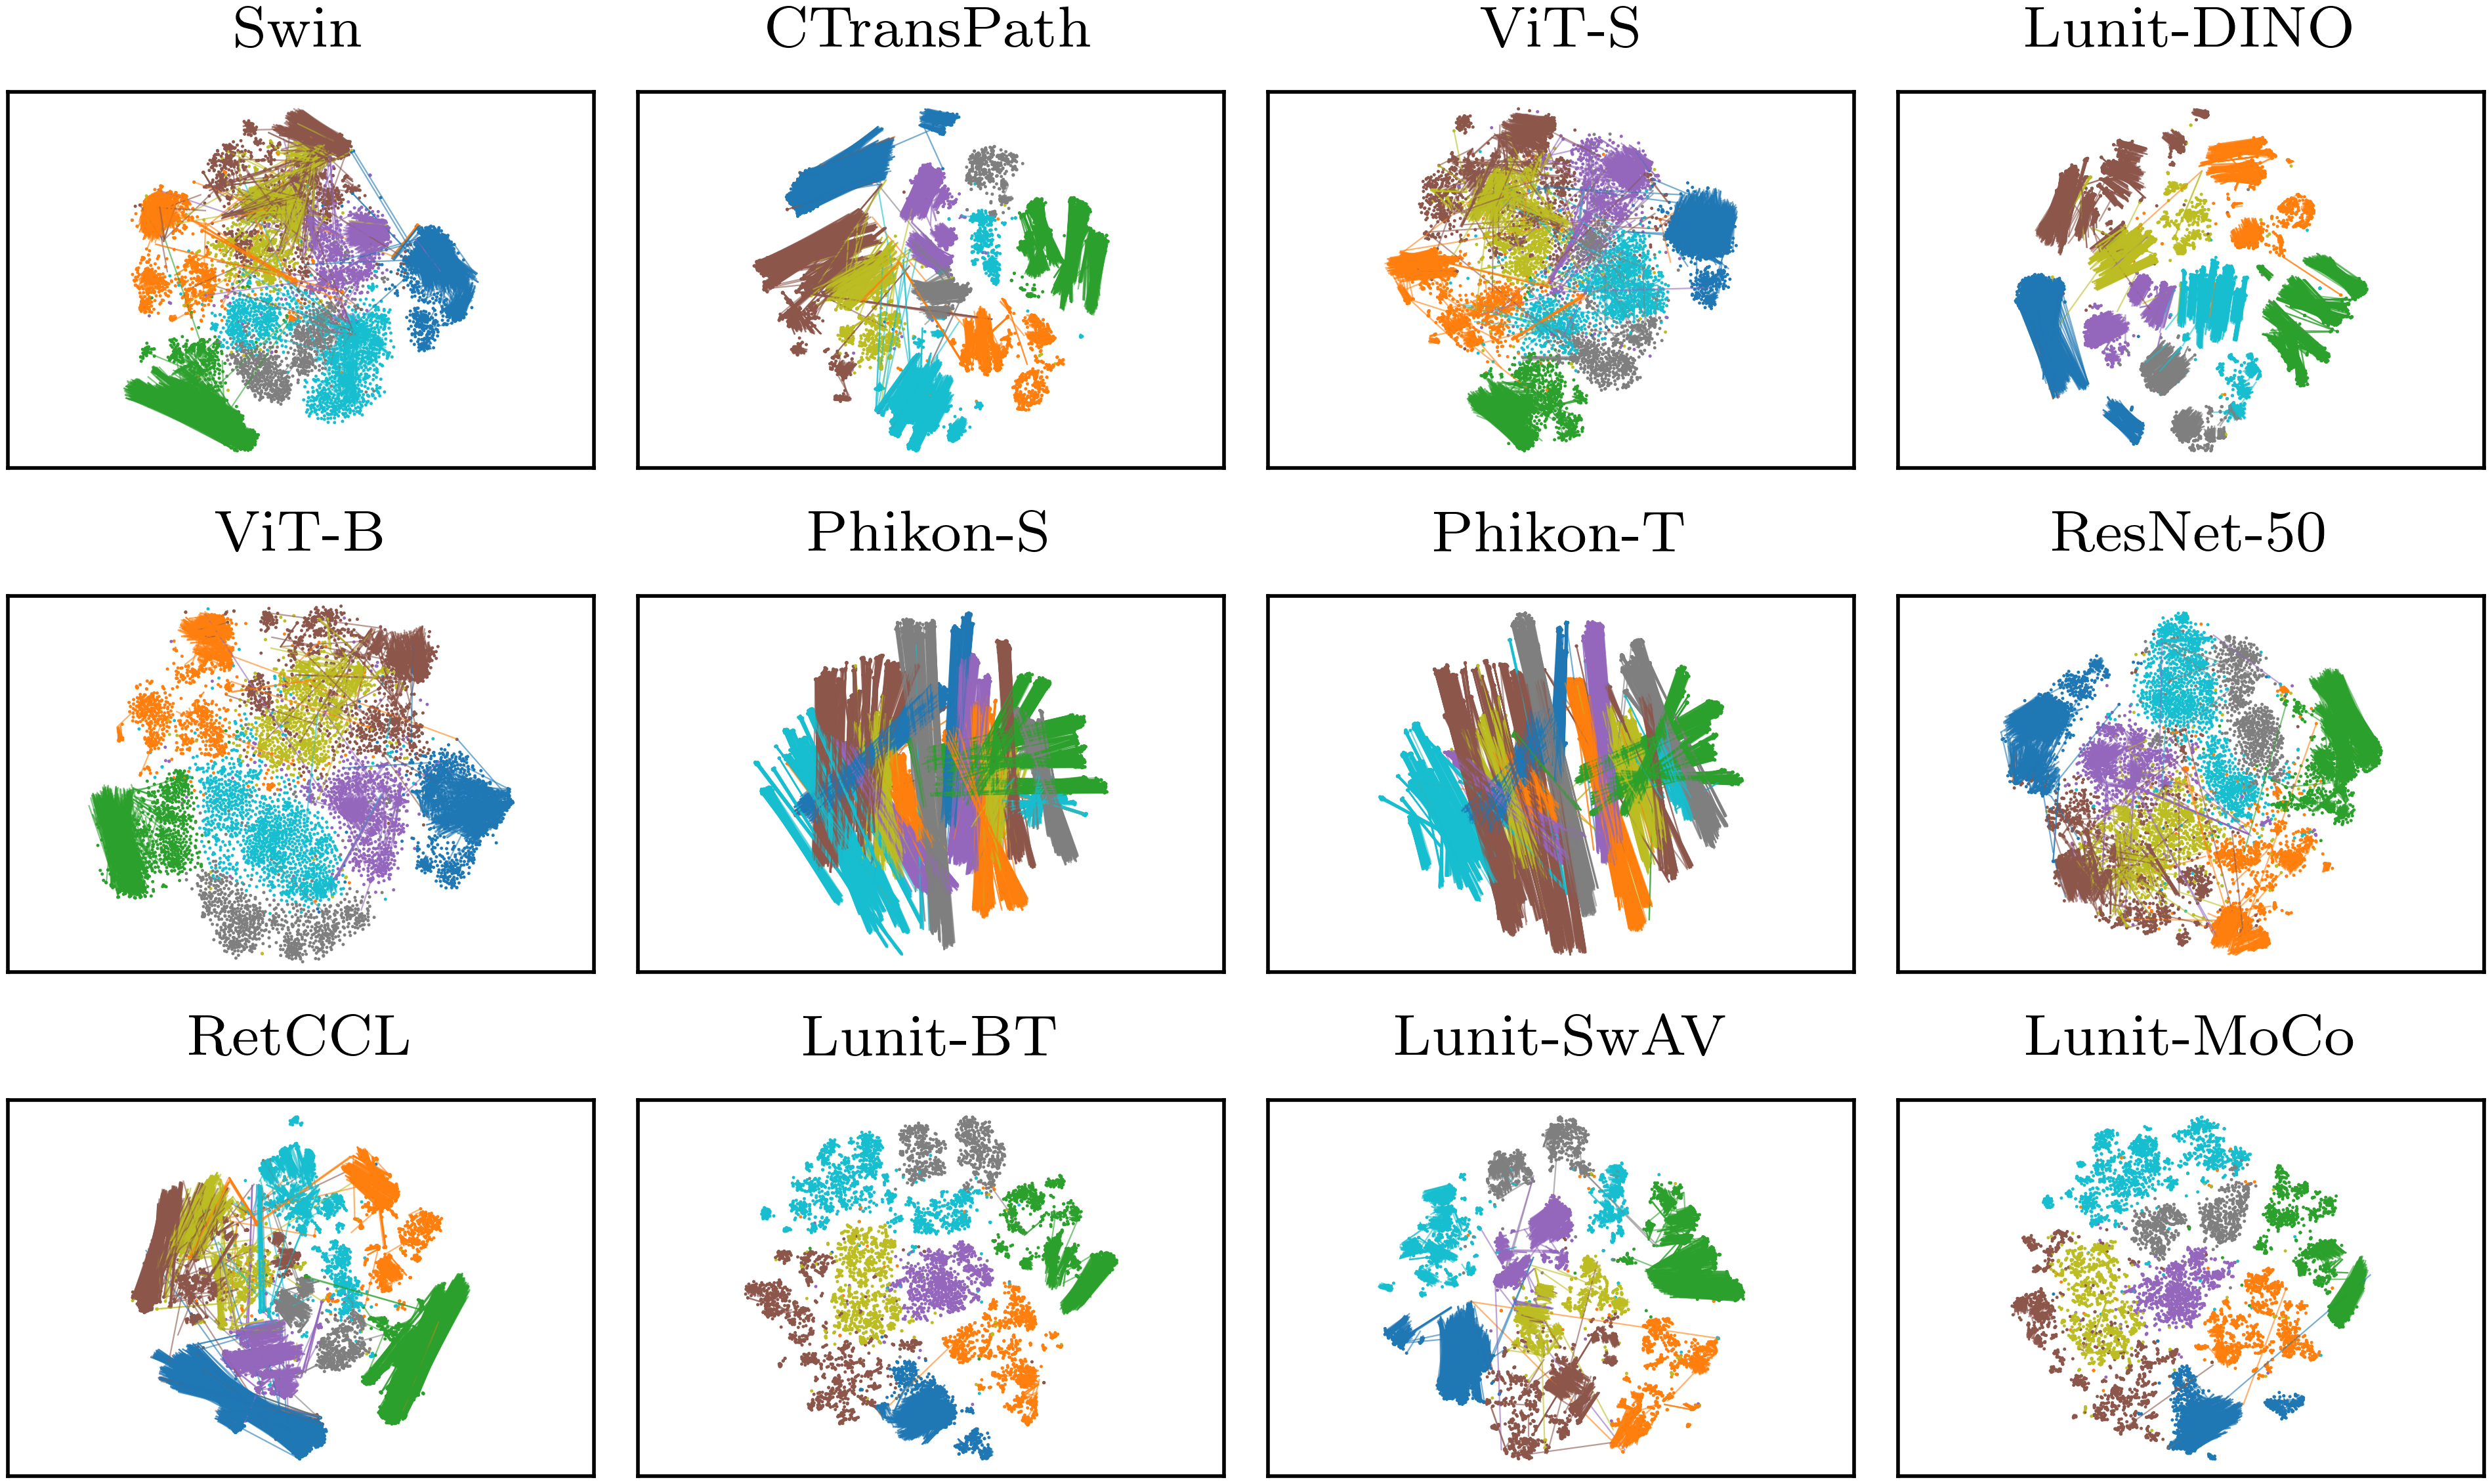 Swin
CTransPath
ViT-S
Lunit-DINO
ViT-B
Phikon-S
Phikon-T
ResNet-50
RetCCL
Lunit-BT
Lunit-SwAV
Lunit-MoCo